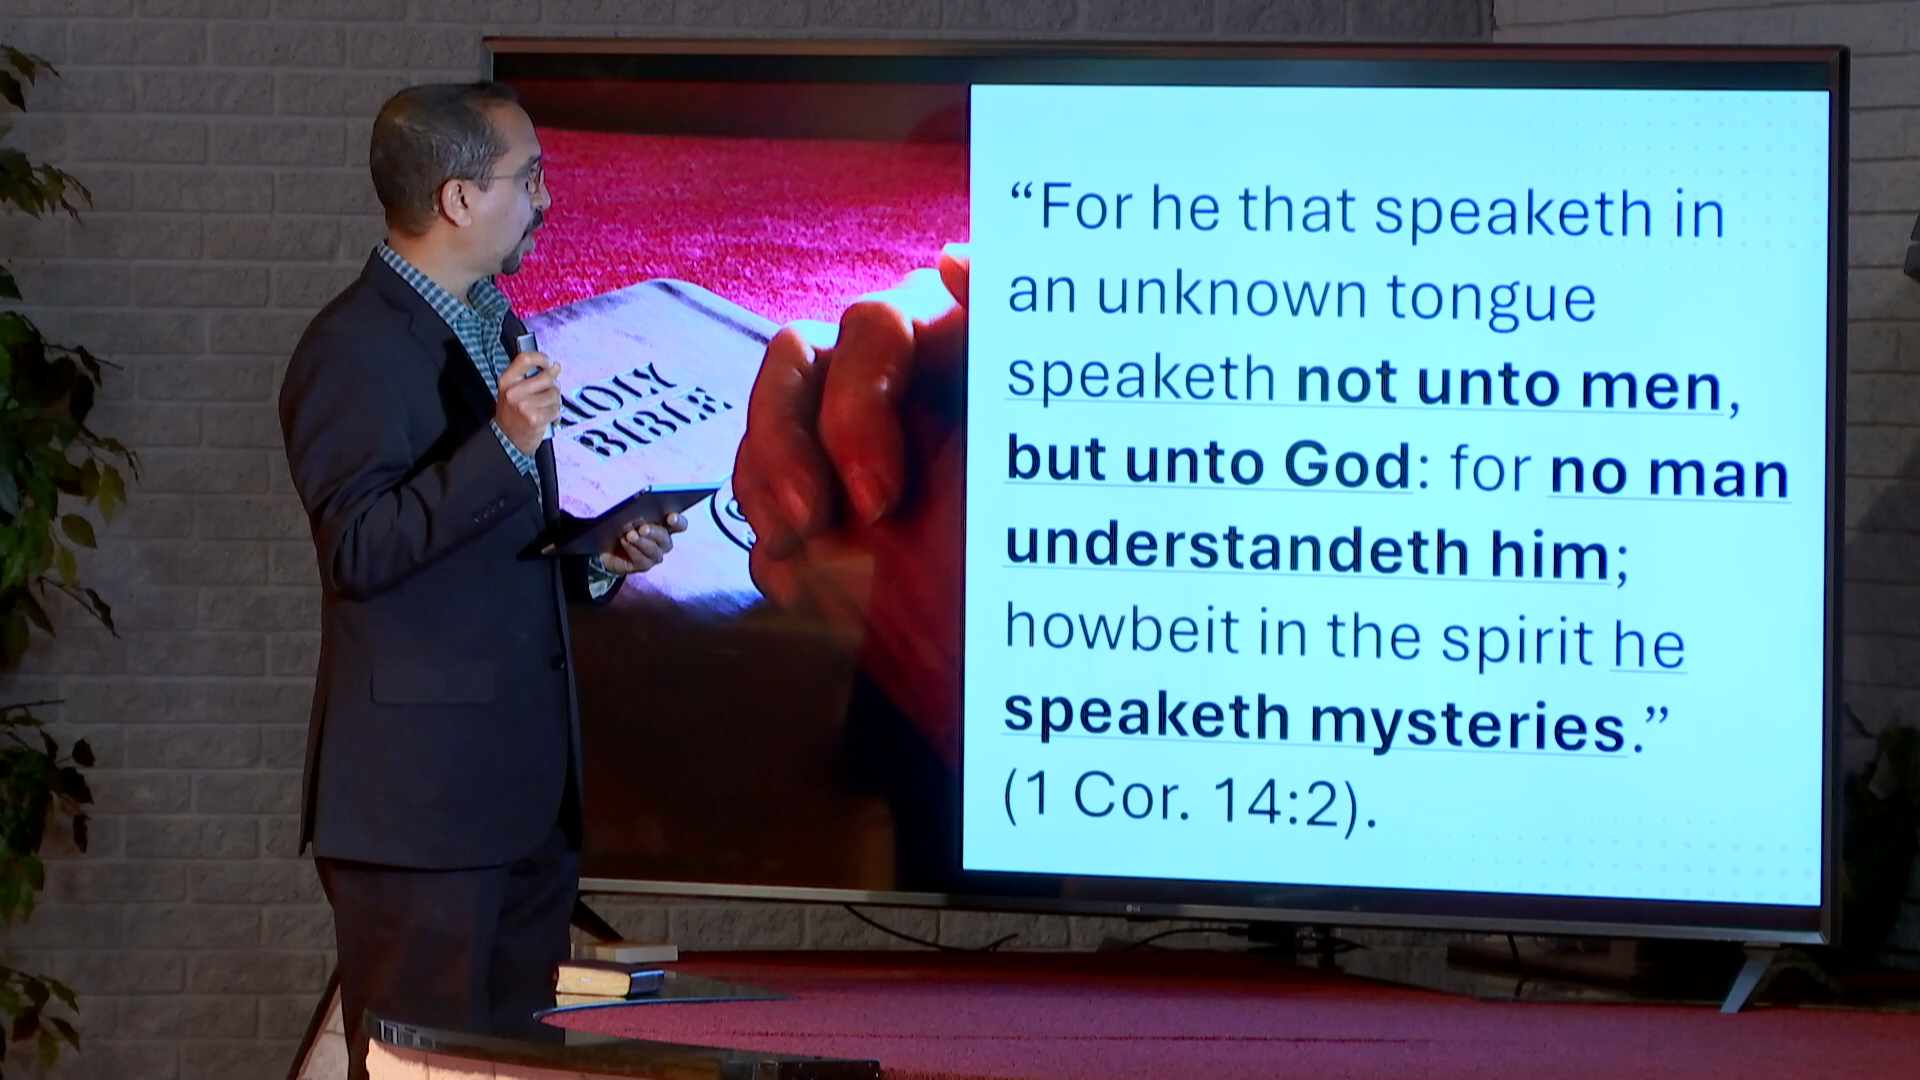 HOLY
BIBLE
“For he that speaketh in
an unknown tongue
speaketh not unto men,
but unto God: for no man
understandeth him;
howbeit in the spirit he
speaketh mysteries.”
(1 Cor. 14:2).
LG